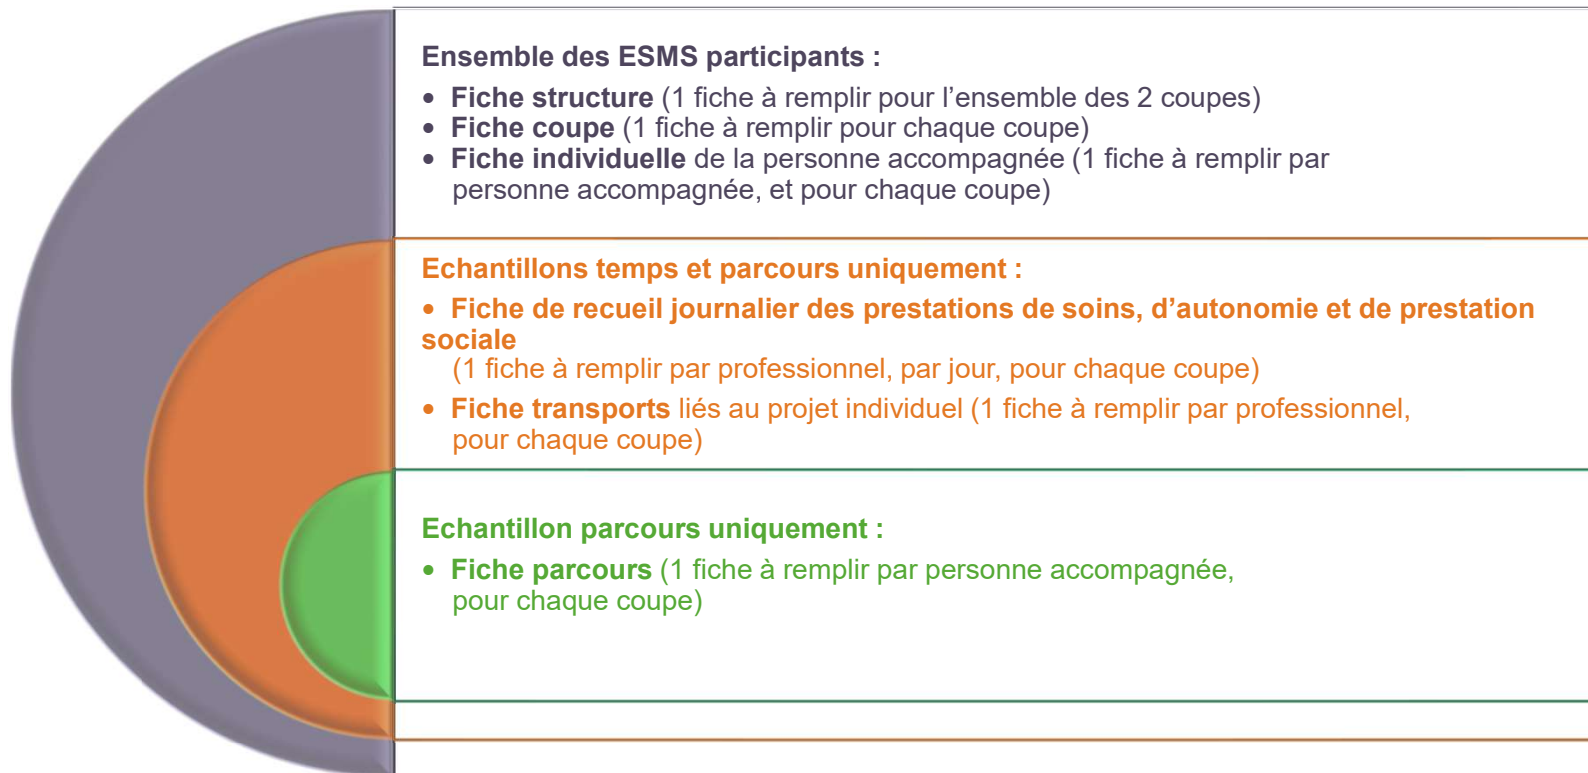 Ensemble des ESMS participants :
• Fiche structure (1 fiche à remplir pour l’ensemble des 2 coupes)
• Fiche coupe (1 fiche à remplir pour chaque coupe)
• Fiche individuelle de la personne accompagnée (1 fiche à remplir par
personne accompagnée, et pour chaque coupe)
Echantillons temps et parcours uniquement :
• Fiche de recueil journalier des prestations de soins, d’autonomie et de prestation
sociale
(1 fiche à remplir par professionnel, par jour, pour chaque coupe)
• Fiche transports liés au projet individuel (1 fiche à remplir par professionnel,
pour chaque coupe)
Echantillon parcours uniquement :
• Fiche parcours (1 fiche à remplir par personne accompagnée,
pour chaque coupe)